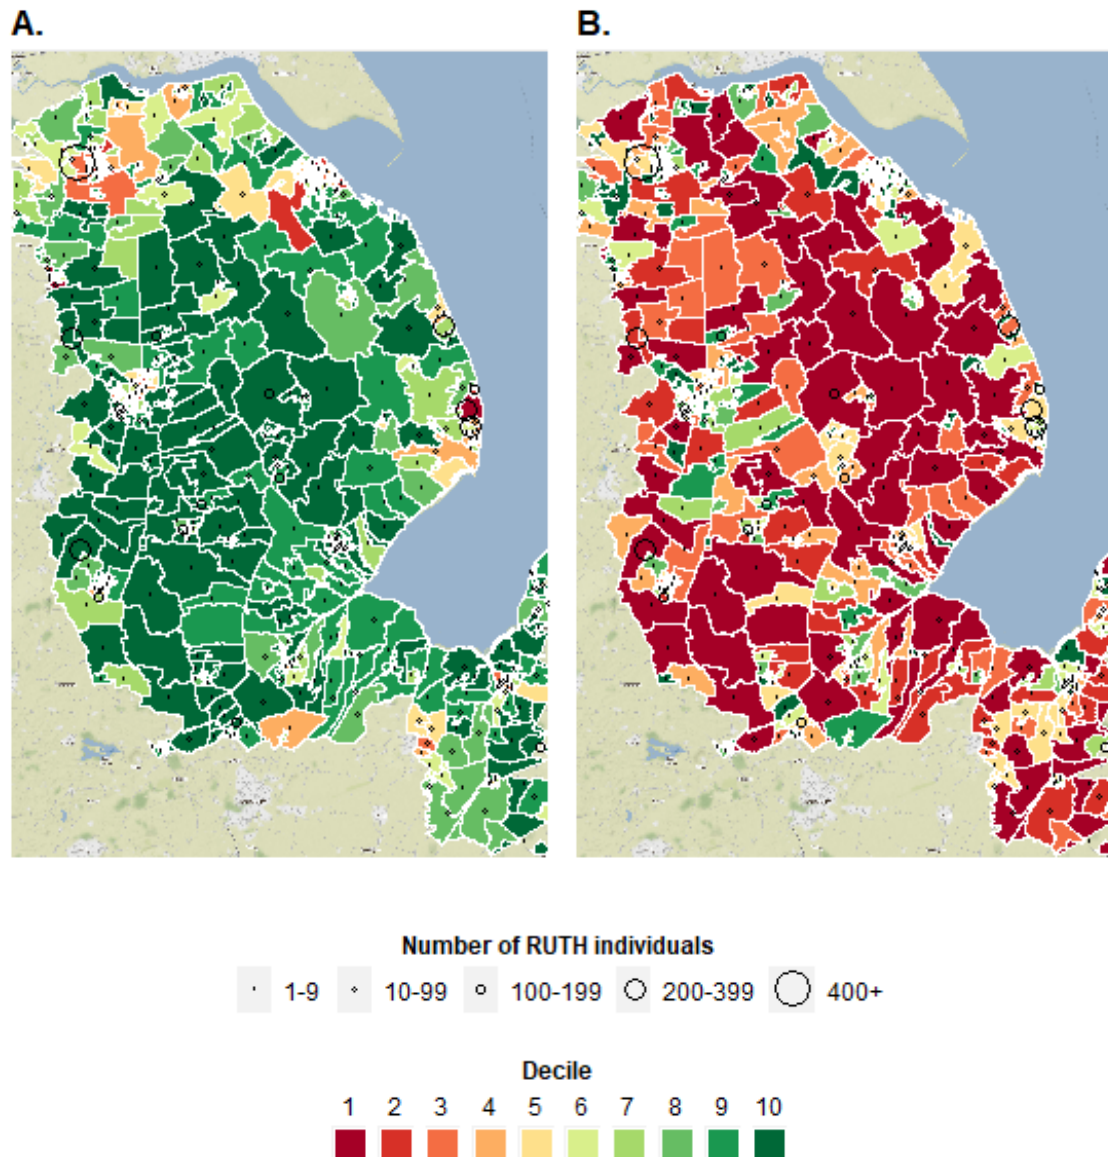 A. B.
Number of RUTH individuals
1-9 10-99 100-199 200-399 400+
Decile
1 2 3 4 5 6 7 8 9 10